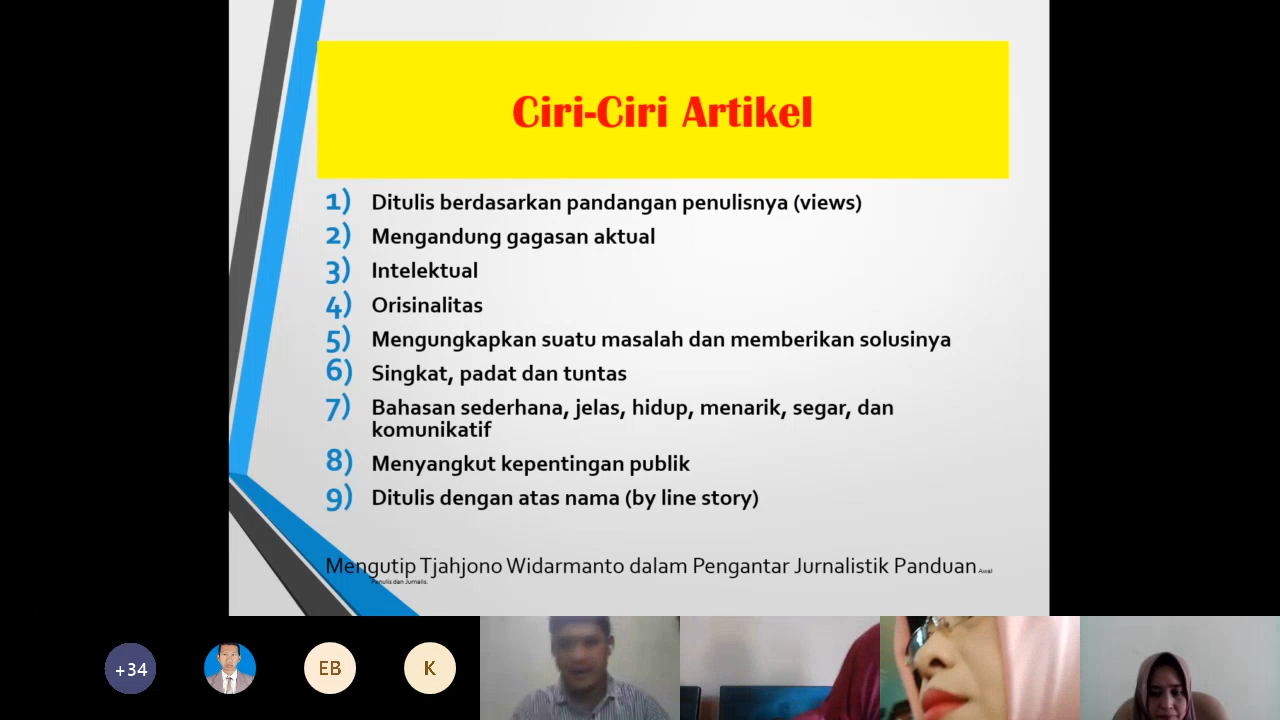 Ciri-Ciri Artikel
1) Ditulis berdasarkan pandangan penulisnya (views)
2) Mengandung gagasan aktual
3) Intelektual
4) Orisinalitas
5) Mengungkapkan suatu masalah dan memberikan solusinya
6) Singkat, padat dan tuntas
7) Bahasan sederhana, jelas, hidup, menarik, segar, dan
komunikatif
8) Menyangkut kepentingan publik
9) Ditulis dengan atas nama (by line story)
Mengutip Tjahjono Widarmanto dalam Pengantar Jurnalistik Panduan Awal
Penulis dan Jurnalis.
+34
EB
K